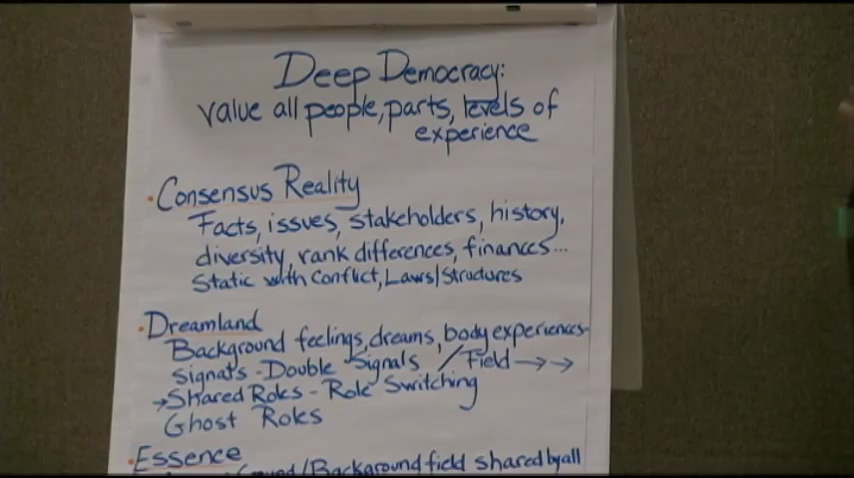 Deep Democracy:
value all people, parts, levels of
experience
• Consensus Reality
Facts, issues, stakeholders, history,
diversity, rank differences, finances...
Static with Conflict, Laws/Structures
• Dreamland
Background feelings, dreams, body experiences
Signals - Double Signals / Field → →
→ Shared Roles - Role Switching
Ghost Roles
• Essence
Ground/Background field shared by all